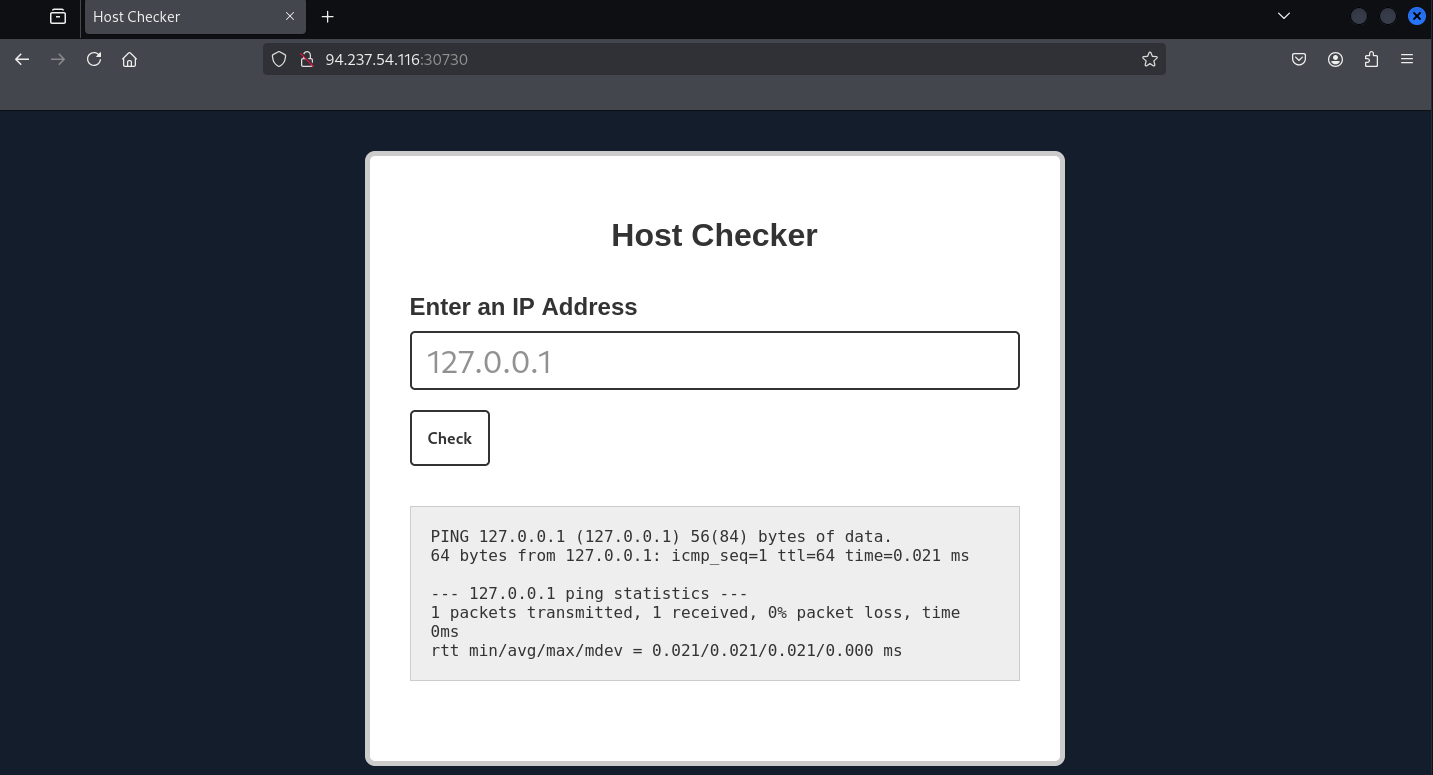 Host Checker
94.237.54.116:30730
Host Checker
Enter an IP Address
127.0.0.1
Check
PING 127.0.0.1 (127.0.0.1) 56(84) bytes of data.
64 bytes from 127.0.0.1: icmp_seq=1 ttl=64 time=0.021 ms
--- 127.0.0.1 ping statistics ---
1 packets transmitted, 1 received, 0% packet loss, time
0ms
rtt min/avg/max/mdev = 0.021/0.021/0.021/0.000 ms